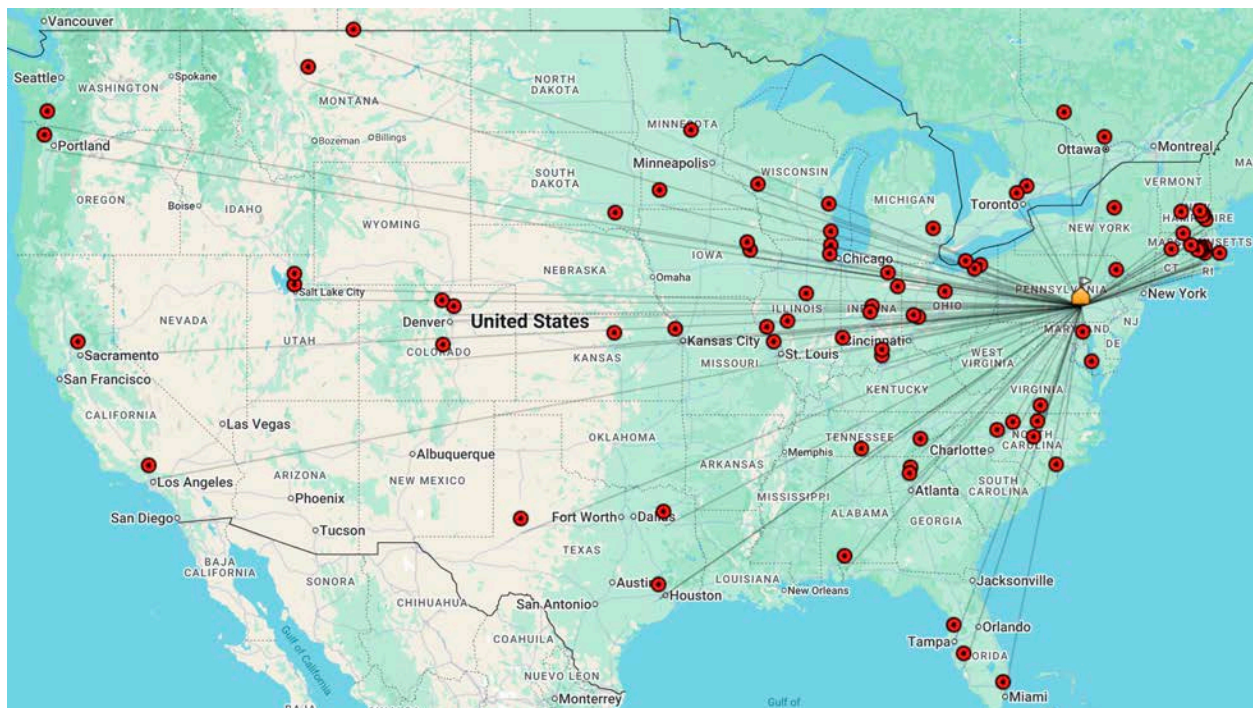 Vancouver
Seattle
Spokane
WASHINGTON
NORTH
DAKOTA
MONTANA
MINNESOTA
Ottawa
Montreal
Portland
Bozeman
Billings
Minneapolis
WISCONSIN
VERMONT
SOUTH
DAKOTA
MICHIGAN
Toronto
OREGON
Boise
IDAHO
WYOMING
NEW YORK
HAMPSHIRE
IOWA
Chicago
CT
RI
NEBRASKA
Omaha
Salt Lake City
PENNSYLVANIA
New York
NEVADA
Denver
United States
ILLINOIS
INDIANA
OHIO
MARYLAND
NJ
UTAH
COLORADO
KANSAS
Kansas City
MISSOURI
St. Louis
Cincinnati
DE
Sacramento
San Francisco
WEST
VIRGINIA
KENTUCKY
VIRGINIA
CALIFORNIA
Las Vegas
OKLAHOMA
TENNESSEE
NORTH
CAROLINA
Albuquerque
ARKANSAS
Memphis
Charlotte
Los Angeles
ARIZONA
NEW MEXICO
SOUTH
CAROLINA
Phoenix
MISSISSIPPI
Atlanta
San Diego
Tucson
Fort Worth
Dallas
ALABAMA
GEORGIA
TEXAS
BAJA
CALIFORNIA
SONORA
Austin
LOUISIANA
New Orleans
Jacksonville
CHIHUAHUA
San Antonio
Houston
COAHUILA
Orlando
Tampa
Gulf of California
NUEVO LEON
Monterrey
Miami
Gulf of